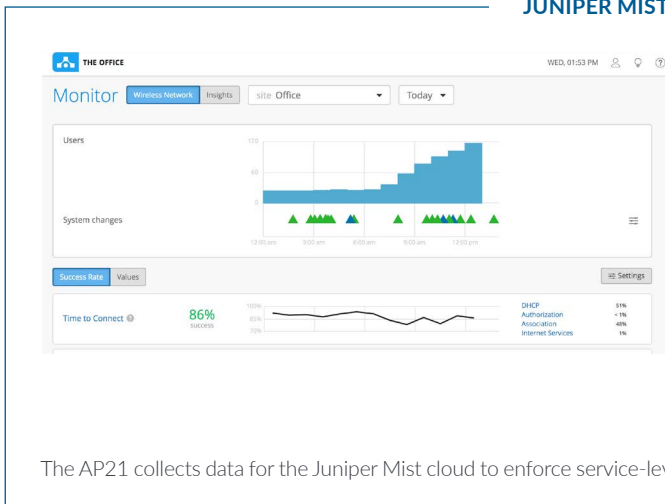 JUNIPER MIST
THE OFFICE
WED, 01:53 PM
Monitor
Wireless Network
Insights
site Office
Today
Users
120
60
0
System changes
12:00 am 3:00 am 6:00 am 9:00 am 12:00 pm
Success Rate
Values
Settings
Time to Connect
86%
success
100%
85%
70%
DHCP 51%
Authorization < 1%
Association 48%
Internet Services 1%
The AP21 collects data for the Juniper Mist cloud to enforce service-lev